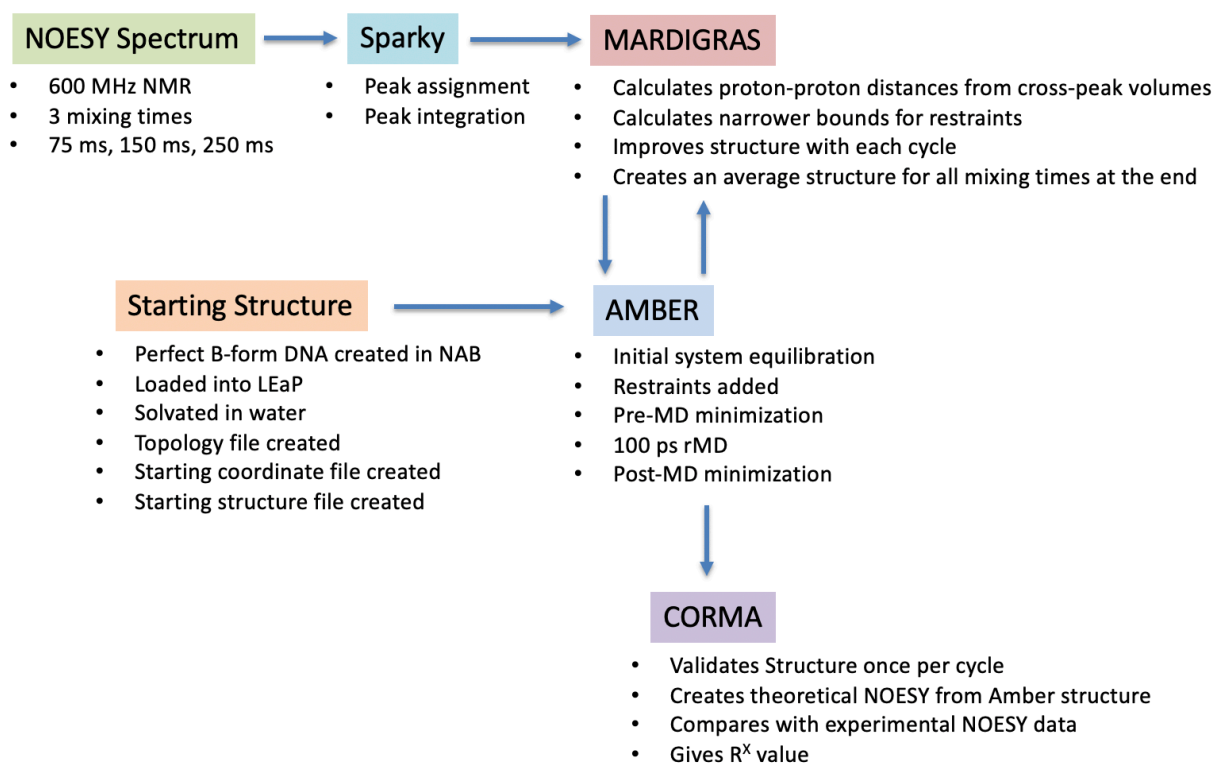 NOESY Spectrum
• 600 MHz NMR
• 3 mixing times
• 75 ms, 150 ms, 250 ms
Sparky
• Peak assignment
• Peak integration
MARDIGRAS
• Calculates proton-proton distances from cross-peak volumes
• Calculates narrower bounds for restraints
• Improves structure with each cycle
• Creates an average structure for all mixing times at the end
Starting Structure
• Perfect B-form DNA created in NAB
• Loaded into LEaP
• Solvated in water
• Topology file created
• Starting coordinate file created
• Starting structure file created
AMBER
• Initial system equilibration
• Restraints added
• Pre-MD minimization
• 100 ps rMD
• Post-MD minimization
CORMA
• Validates Structure once per cycle
• Creates theoretical NOESY from Amber structure
• Compares with experimental NOESY data
• Gives Rˣ value